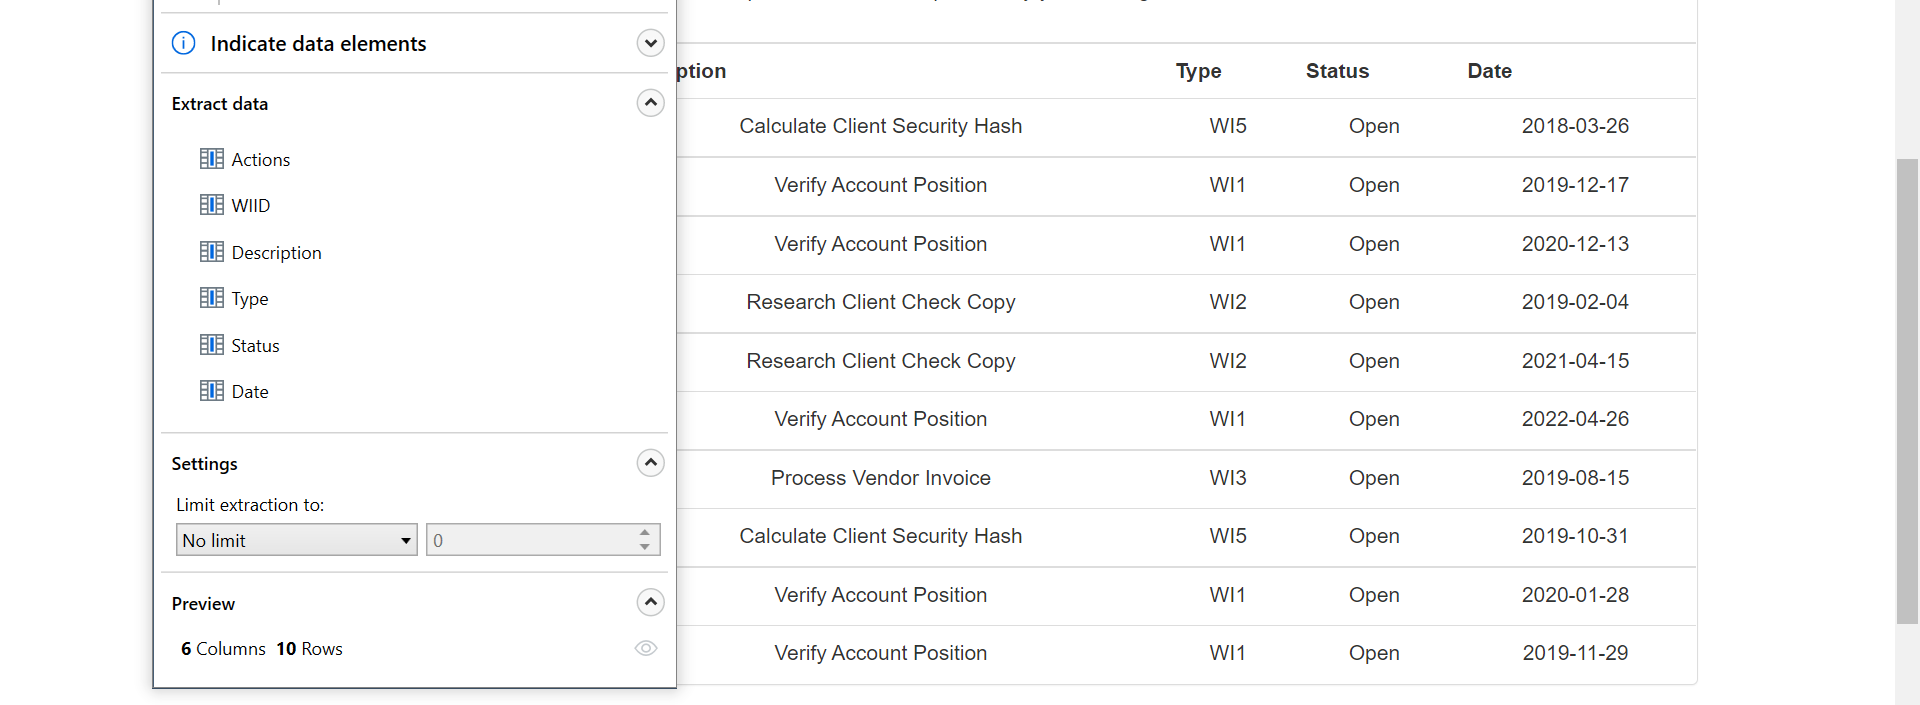 Indicate data elements
Extract data
Actions
WIID
Description
Type
Status
Date
Settings
Limit extraction to:
No limit 0
Preview
6 Columns 10 Rows
ption Type Status Date
Calculate Client Security Hash WI5 Open 2018-03-26
Verify Account Position WI1 Open 2019-12-17
Verify Account Position WI1 Open 2020-12-13
Research Client Check Copy WI2 Open 2019-02-04
Research Client Check Copy WI2 Open 2021-04-15
Verify Account Position WI1 Open 2022-04-26
Process Vendor Invoice WI3 Open 2019-08-15
Calculate Client Security Hash WI5 Open 2019-10-31
Verify Account Position WI1 Open 2020-01-28
Verify Account Position WI1 Open 2019-11-29